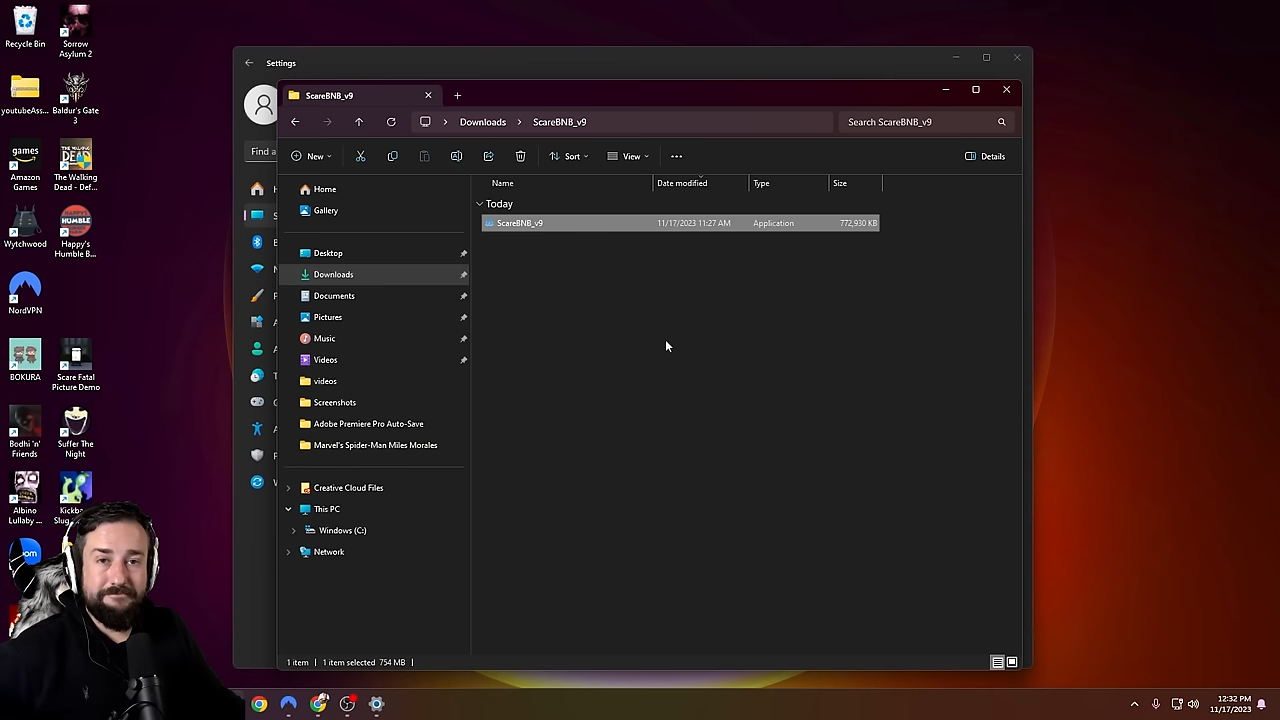 Recycle Bin
Sorrow
Asylum 2
youtubeAss...
Baldur's Gate
3
games
Amazon
Games
The Walking
Dead - Def...
Wytchwood
HUMBLE
Happy's
Humble B...
NordVPN
BOKURA
Scare Fatal
Picture Demo
Bodhi 'n'
Friends
Suffer The
Night
Albino
Lullaby ...
Kickba
Slug
Settings
Find a
ScareBNB_v9
Downloads
ScareBNB_v9
Search ScareBNB_v9
New
Sort
View
Details
Name
Date modified
Type
Size
Today
ScareBNB_v9
11/17/2023 11:27 AM
Application
772,930 KB
Home
Gallery
Desktop
Downloads
Documents
Pictures
Music
Videos
videos
Screenshots
Adobe Premiere Pro Auto-Save
Marvel's Spider-Man Miles Morales
Creative Cloud Files
This PC
Windows (C:)
Network
1 item
1 item selected 754 MB
12:32 PM
11/17/2023